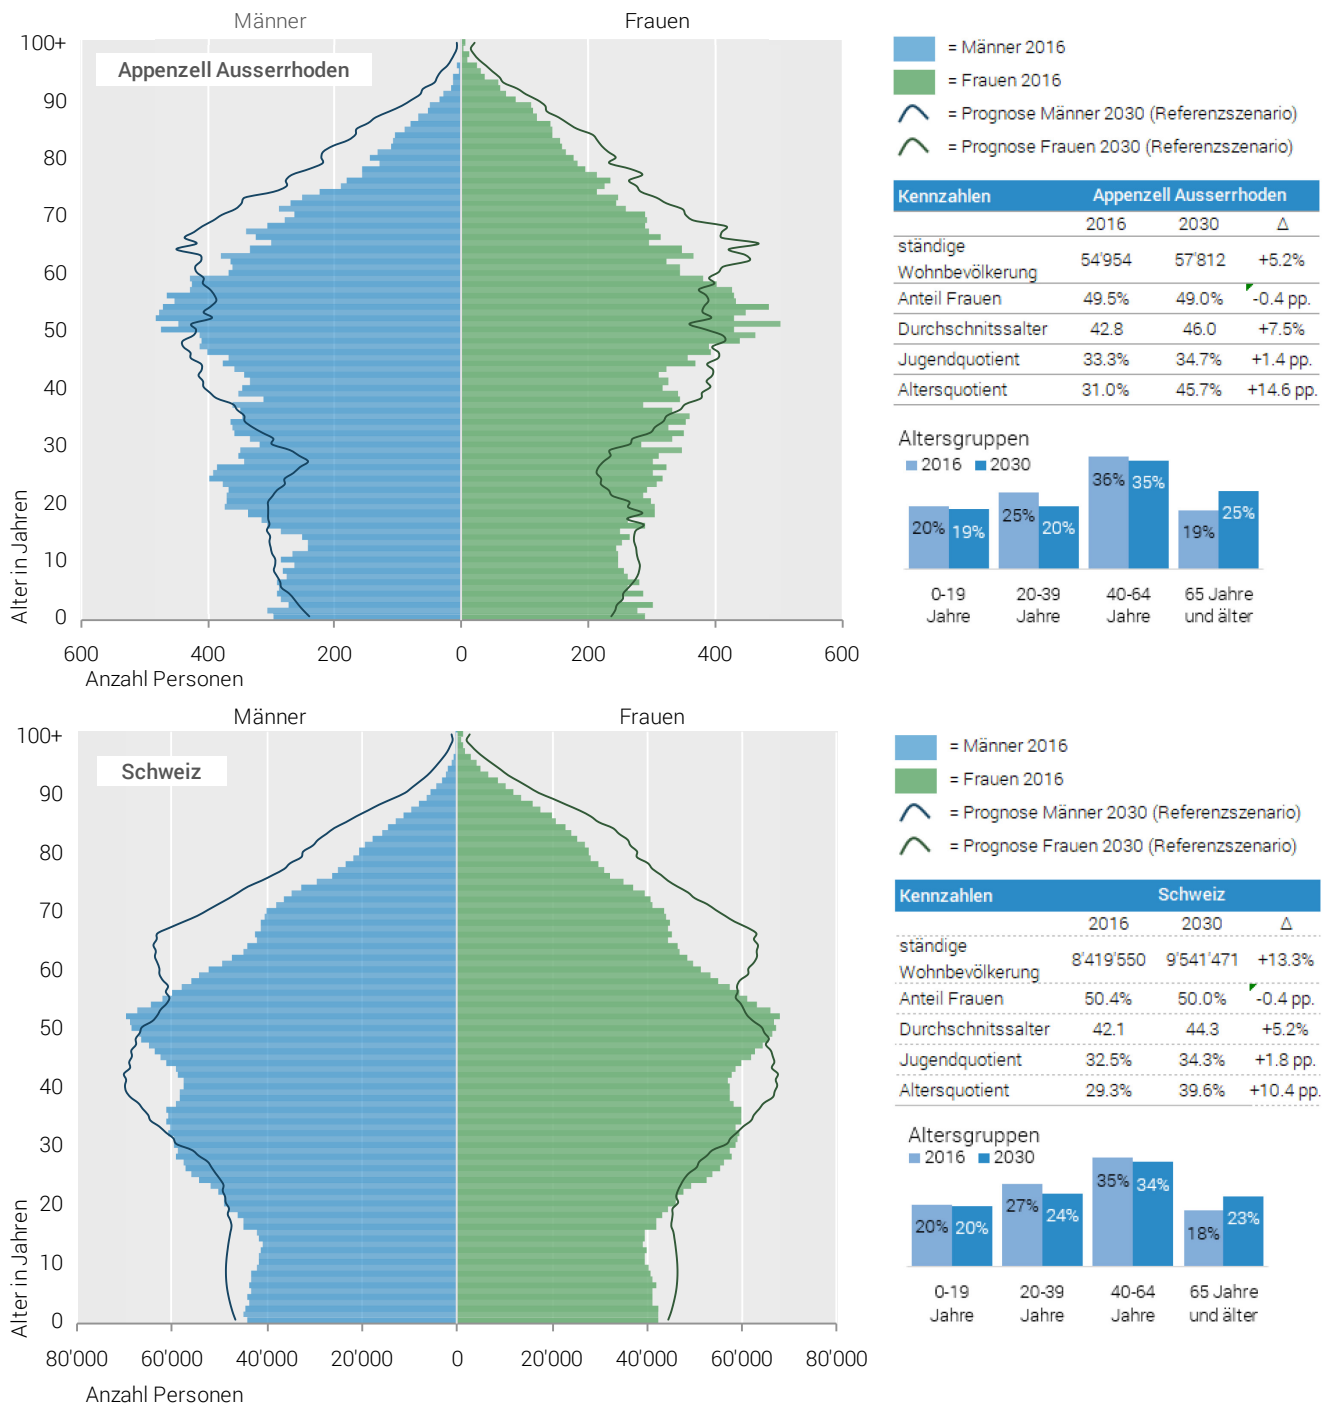 Männer
Frauen
Appenzell Ausserrhoden
100+
90
80
70
60
50
40
30
20
10
0
Alter in Jahren
600
400
200
0
200
400
600
Anzahl Personen
= Männer 2016
= Frauen 2016
= Prognose Männer 2030 (Referenzszenario)
= Prognose Frauen 2030 (Referenzszenario)
Kennzahlen Appenzell Ausserrhoden
2016 2030 Δ
ständige
Wohnbevölkerung 54'954 57'812 +5.2%
Anteil Frauen 49.5% 49.0% -0.4 pp.
Durchschnitssalter 42.8 46.0 +7.5%
Jugendquotient 33.3% 34.7% +1.4 pp.
Altersquotient 31.0% 45.7% +14.6 pp.
Altersgruppen
2016 2030
20% 19% 25% 20% 36% 35% 19% 25%
0-19 20-39 40-64 65 Jahre
Jahre Jahre Jahre und älter
Männer
Frauen
Schweiz
100+
90
80
70
60
50
40
30
20
10
0
Alter in Jahren
80'000
60'000
40'000
20'000
0
20'000
40'000
60'000
80'000
Anzahl Personen
= Männer 2016
= Frauen 2016
= Prognose Männer 2030 (Referenzszenario)
= Prognose Frauen 2030 (Referenzszenario)
Kennzahlen Schweiz
2016 2030 Δ
ständige
Wohnbevölkerung 8'419'550 9'541'471 +13.3%
Anteil Frauen 50.4% 50.0% -0.4 pp.
Durchschnitssalter 42.1 44.3 +5.2%
Jugendquotient 32.5% 34.3% +1.8 pp.
Altersquotient 29.3% 39.6% +10.4 pp.
Altersgruppen
2016 2030
20% 20% 27% 24% 35% 34% 18% 23%
0-19 20-39 40-64 65 Jahre
Jahre Jahre Jahre und älter